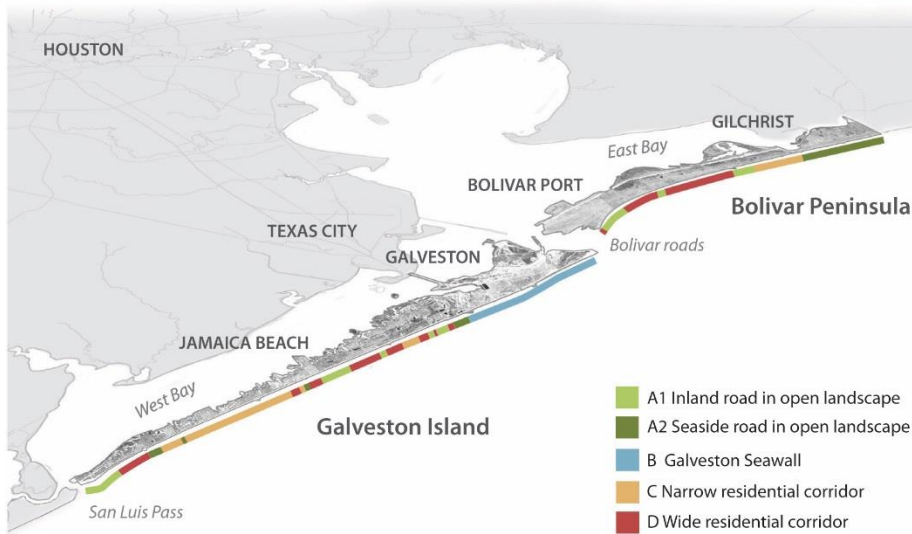 HOUSTON
GILCHRIST
East Bay
BOLIVAR PORT
Bolivar Peninsula
TEXAS CITY
Bolivar roads
GALVESTON
JAMAICA BEACH
West Bay
Galveston Island
San Luis Pass
A1 Inland road in open landscape
A2 Seaside road in open landscape
B Galveston Seawall
C Narrow residential corridor
D Wide residential corridor